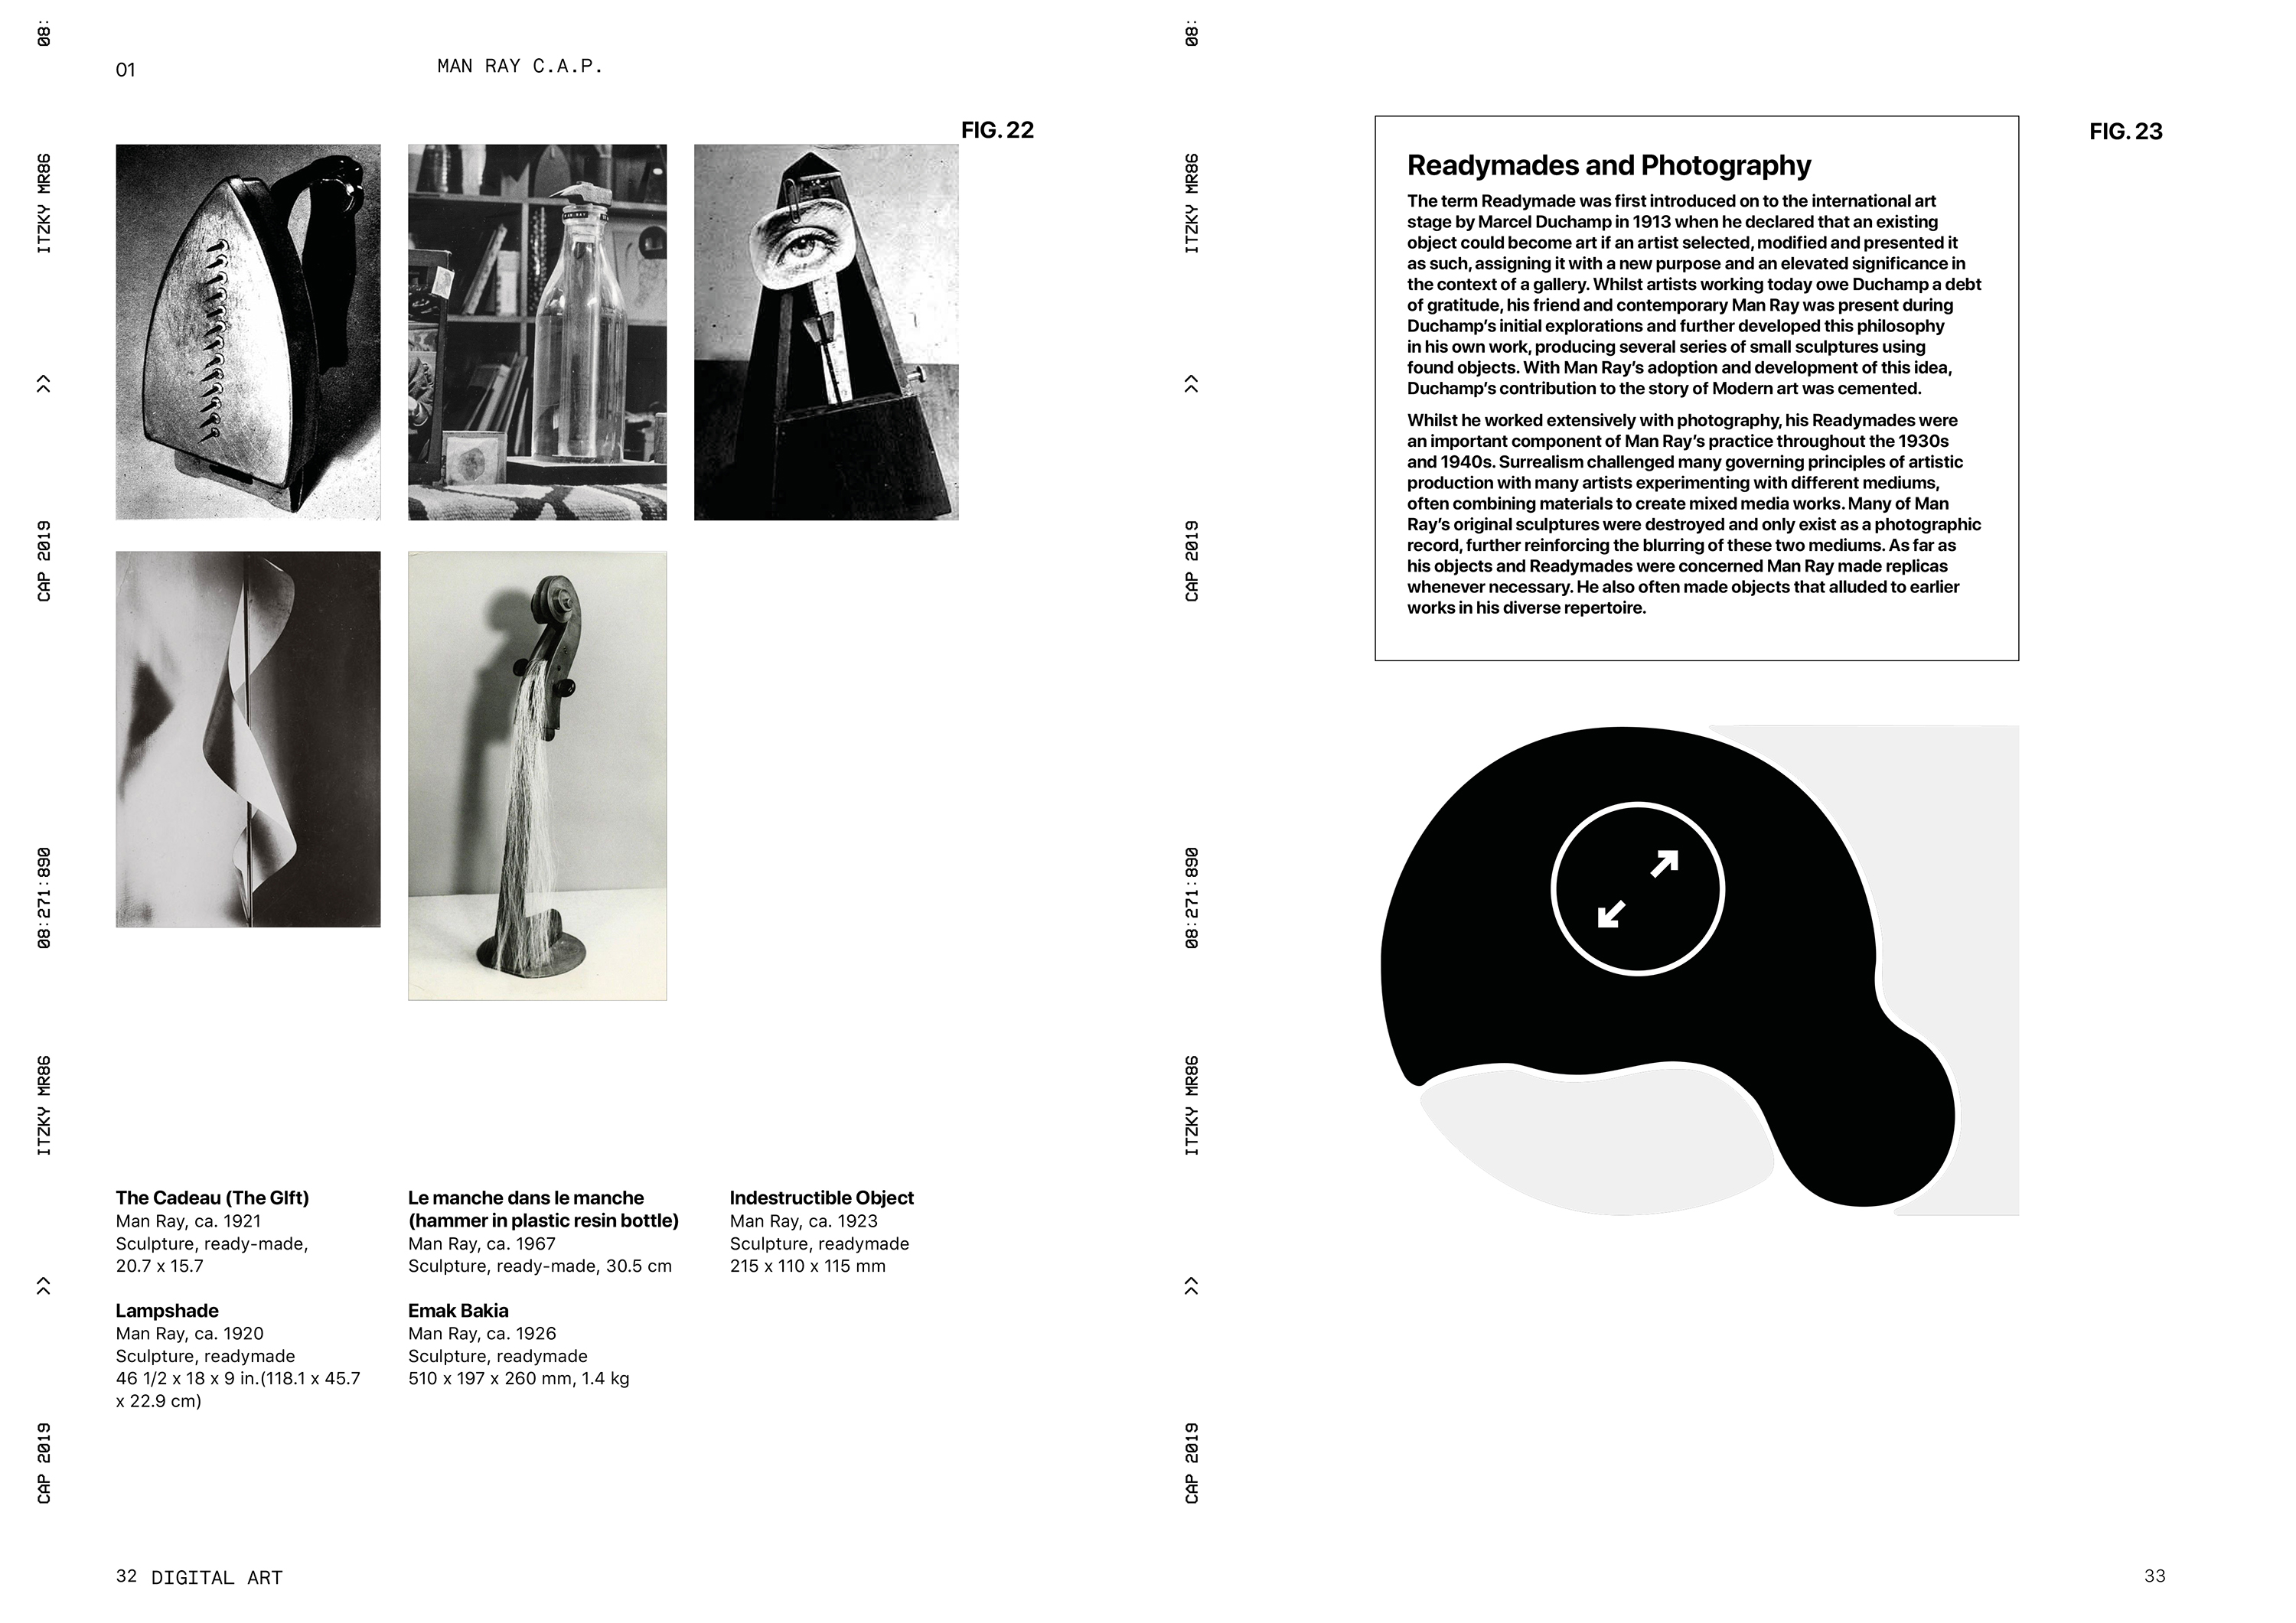 08:
ITZKY MR86
>>
CAP 2019
08:271:890
ITZKY MR86
>>
CAP 2019
01
MAN RAY C.A.P.
FIG. 22
The Cadeau (The GIft)
Man Ray, ca. 1921
Sculpture, ready-made,
20.7 x 15.7
Le manche dans le manche
(hammer in plastic resin bottle)
Man Ray, ca. 1967
Sculpture, ready-made, 30.5 cm
Indestructible Object
Man Ray, ca. 1923
Sculpture, readymade
215 x 110 x 115 mm
Lampshade
Man Ray, ca. 1920
Sculpture, readymade
46 1/2 x 18 x 9 in.(118.1 x 45.7
x 22.9 cm)
Emak Bakia
Man Ray, ca. 1926
Sculpture, readymade
510 x 197 x 260 mm, 1.4 kg
32 DIGITAL ART
08:
ITZKY MR86
>>
CAP 2019
08:271:890
ITZKY MR86
>>
CAP 2019
FIG. 23
Readymades and Photography
The term Readymade was first introduced on to the international art
stage by Marcel Duchamp in 1913 when he declared that an existing
object could become art if an artist selected, modified and presented it
as such, assigning it with a new purpose and an elevated significance in
the context of a gallery. Whilst artists working today owe Duchamp a debt
of gratitude, his friend and contemporary Man Ray was present during
Duchamp's initial explorations and further developed this philosophy
in his own work, producing several series of small sculptures using
found objects. With Man Ray's adoption and development of this idea,
Duchamp's contribution to the story of Modern art was cemented.
Whilst he worked extensively with photography, his Readymades were
an important component of Man Ray's practice throughout the 1930s
and 1940s. Surrealism challenged many governing principles of artistic
production with many artists experimenting with different mediums,
often combining materials to create mixed media works. Many of Man
Ray's original sculptures were destroyed and only exist as a photographic
record, further reinforcing the blurring of these two mediums. As far as
his objects and Readymades were concerned Man Ray made replicas
whenever necessary. He also often made objects that alluded to earlier
works in his diverse repertoire.
33